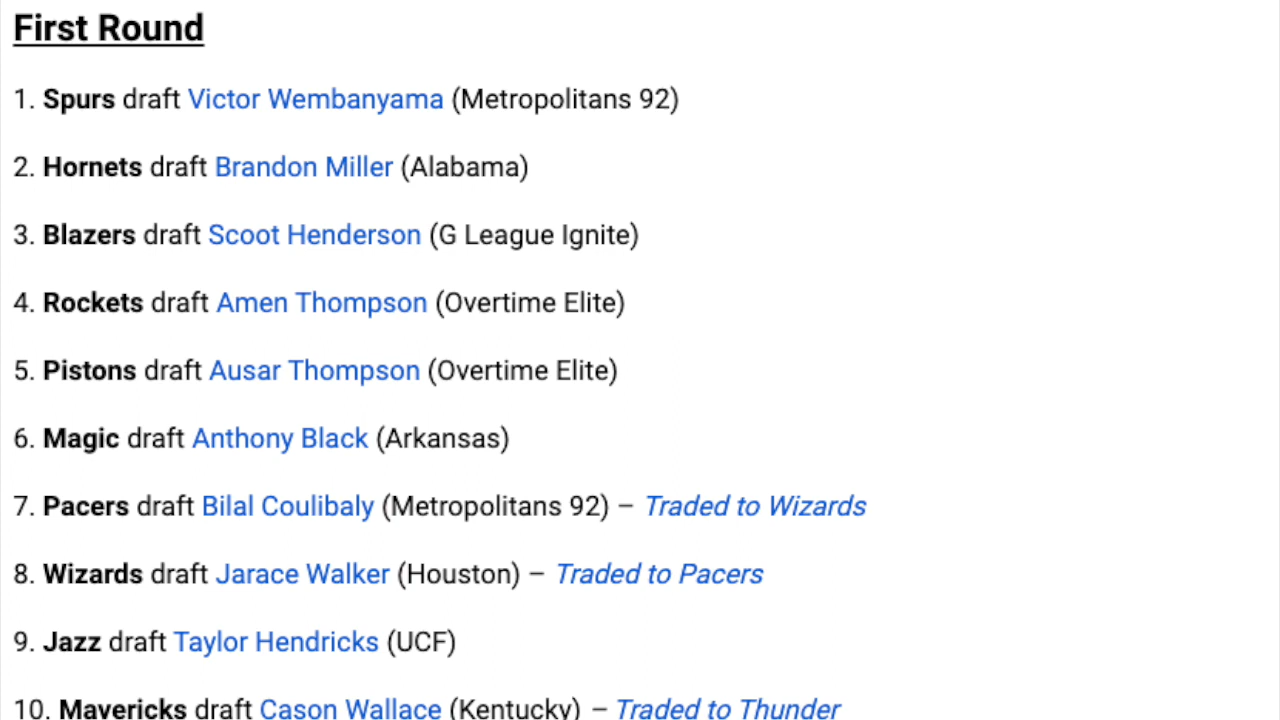 First Round
1. Spurs draft Victor Wembanyama (Metropolitans 92)
2. Hornets draft Brandon Miller (Alabama)
3. Blazers draft Scoot Henderson (G League Ignite)
4. Rockets draft Amen Thompson (Overtime Elite)
5. Pistons draft Ausar Thompson (Overtime Elite)
6. Magic draft Anthony Black (Arkansas)
7. Pacers draft Bilal Coulibaly (Metropolitans 92) – Traded to Wizards
8. Wizards draft Jarace Walker (Houston) – Traded to Pacers
9. Jazz draft Taylor Hendricks (UCF)
10. Mavericks draft Cason Wallace (Kentucky) – Traded to Thunder